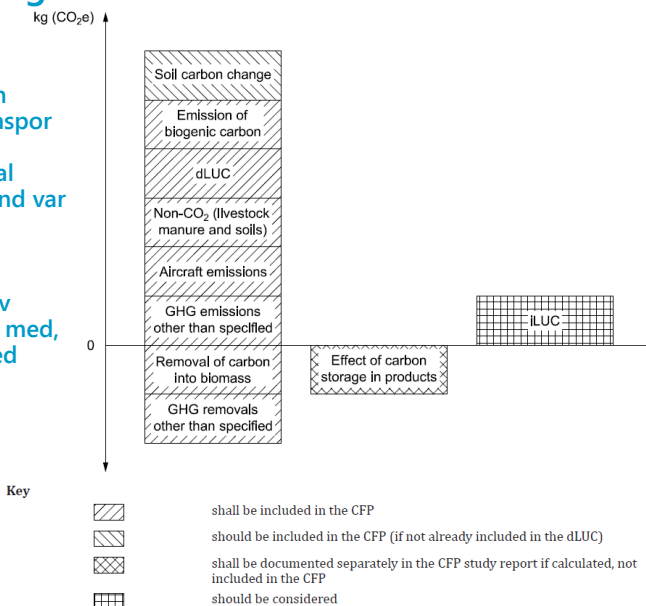 g
kg (CO₂e)
n
nspor
al
nd var
v
med,
ed
Soil carbon change
Emission of
biogenic carbon
dLUC
Non-CO₂ (livestock
manure and soils)
Aircraft emissions
GHG emissions
other than specified
0
Removal of carbon
into biomass
GHG removals
other than specified
Effect of carbon
storage in products
iLUC
Key
shall be included in the CFP
should be included in the CFP (if not already included in the dLUC)
shall be documented separately in the CFP study report if calculated, not
included in the CFP
should be considered